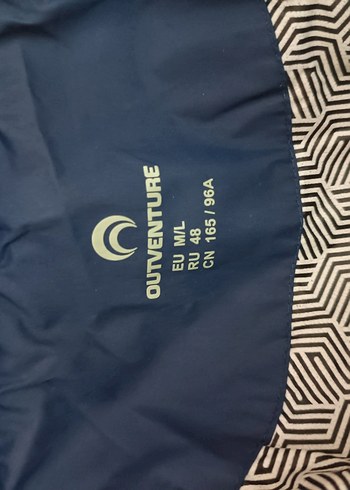 OUTVENTURE
EU M/L
RU 48
CN 165 / 96A